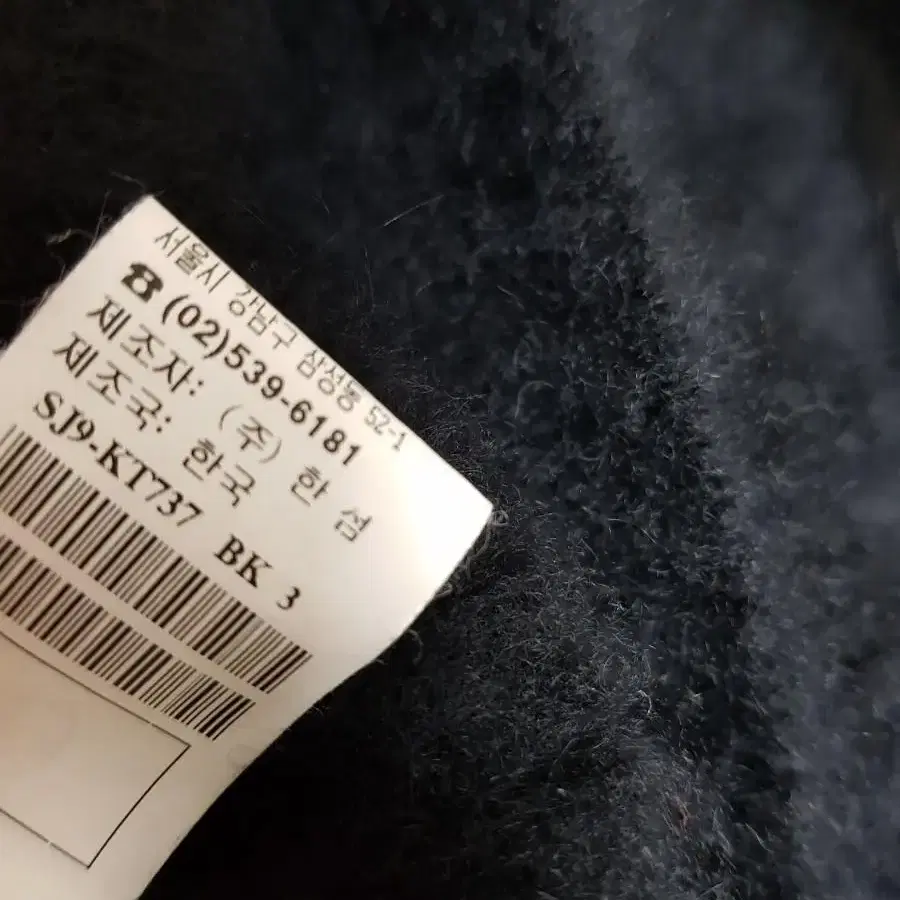 서울시 강남구 삼성동 52-1
☎(02)539-6181
제조자: (주) 한 섬
제조국: 한국
SJ9-KT737 BK 3